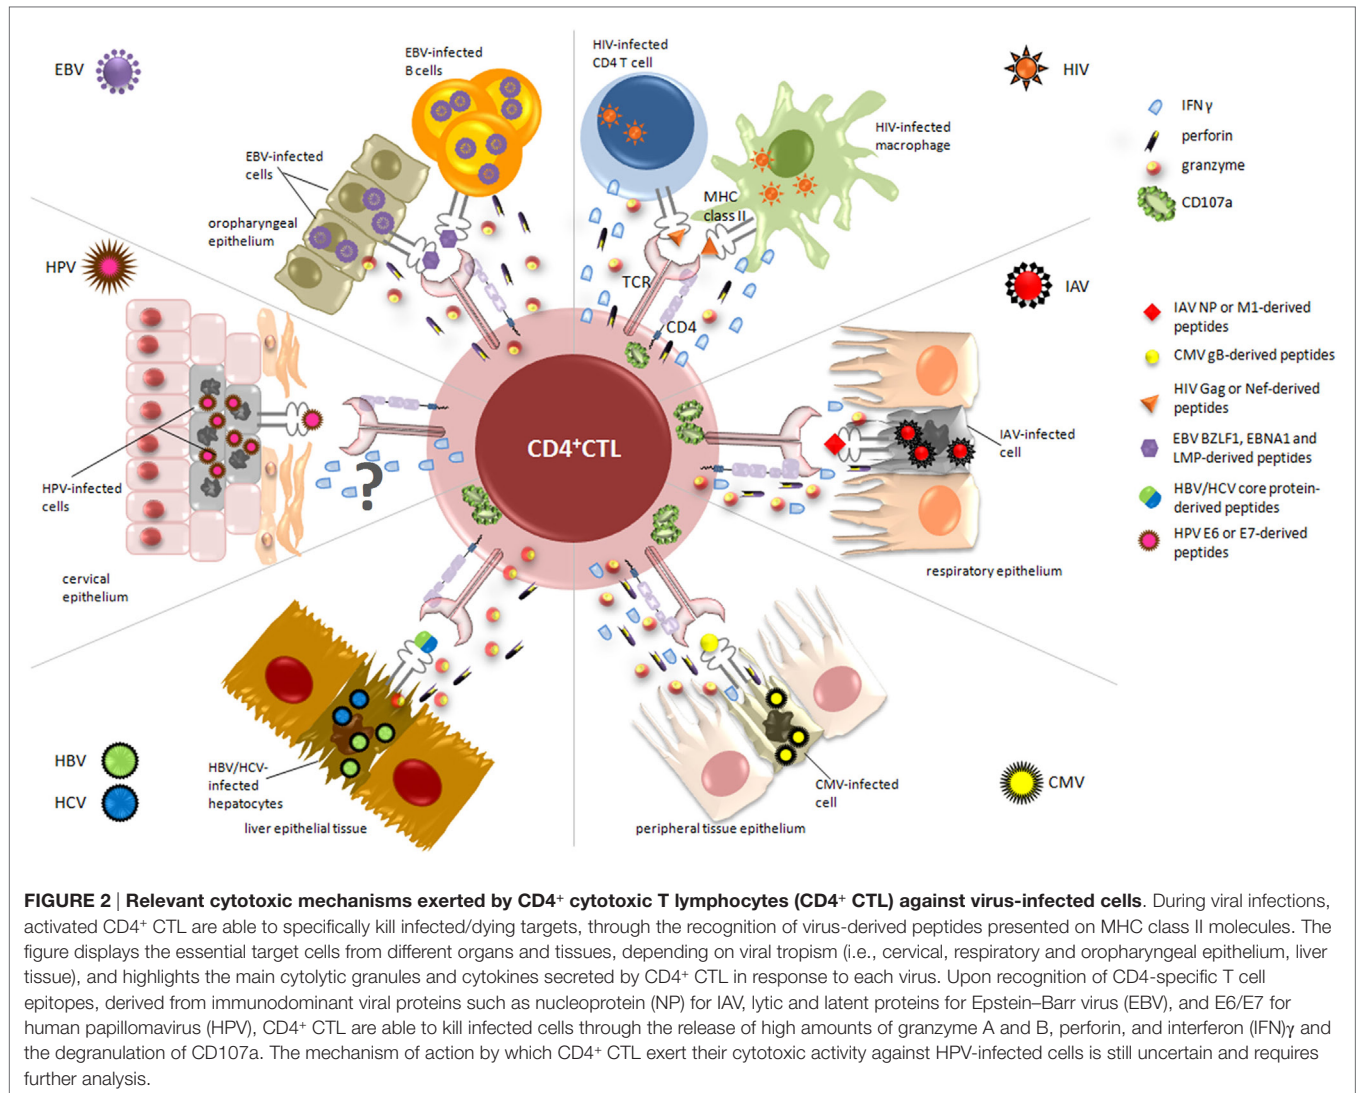 EBV
EBV-infected
B cells
HIV-infected
CD4 T cell
HIV
IFN γ
perforin
granzyme
CD107a
HIV-infected
macrophage
EBV-infected
cells
oropharyngeal
epithelium
MHC
class II
TCR
CD4
HPV
IAV
IAV NP or M1-derived
peptides
CMV gB-derived peptides
HIV Gag or Nef-derived
peptides
EBV BZLF1, EBNA1 and
LMP-derived peptides
HBV/HCV core protein-
derived peptides
HPV E6 or E7-derived
peptides
CD4⁺CTL
IAV-infected
cell
HPV-infected
cells
?
cervical
epithelium
respiratory epithelium
HBV
HCV
HBV/HCV-
infected
hepatocytes
liver epithelial tissue
CMV-infected
cell
peripheral tissue epithelium
CMV
FIGURE 2 | Relevant cytotoxic mechanisms exerted by CD4⁺ cytotoxic T lymphocytes (CD4⁺ CTL) against virus-infected cells. During viral infections,
activated CD4⁺ CTL are able to specifically kill infected/dying targets, through the recognition of virus-derived peptides presented on MHC class II molecules. The
figure displays the essential target cells from different organs and tissues, depending on viral tropism (i.e., cervical, respiratory and oropharyngeal epithelium, liver
tissue), and highlights the main cytolytic granules and cytokines secreted by CD4⁺ CTL in response to each virus. Upon recognition of CD4-specific T cell
epitopes, derived from immunodominant viral proteins such as nucleoprotein (NP) for IAV, lytic and latent proteins for Epstein–Barr virus (EBV), and E6/E7 for
human papillomavirus (HPV), CD4⁺ CTL are able to kill infected cells through the release of high amounts of granzyme A and B, perforin, and interferon (IFN)γ and
the degranulation of CD107a. The mechanism of action by which CD4⁺ CTL exert their cytotoxic activity against HPV-infected cells is still uncertain and requires
further analysis.